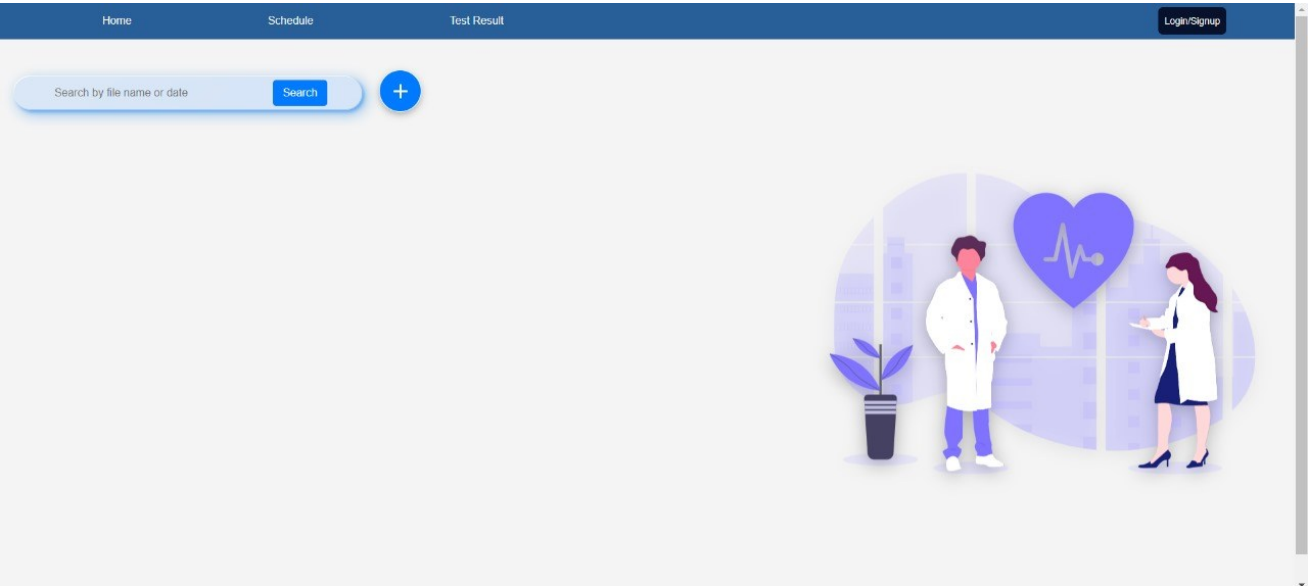 Home Schedule Test Result Login/Signup
Search by file name or date Search +